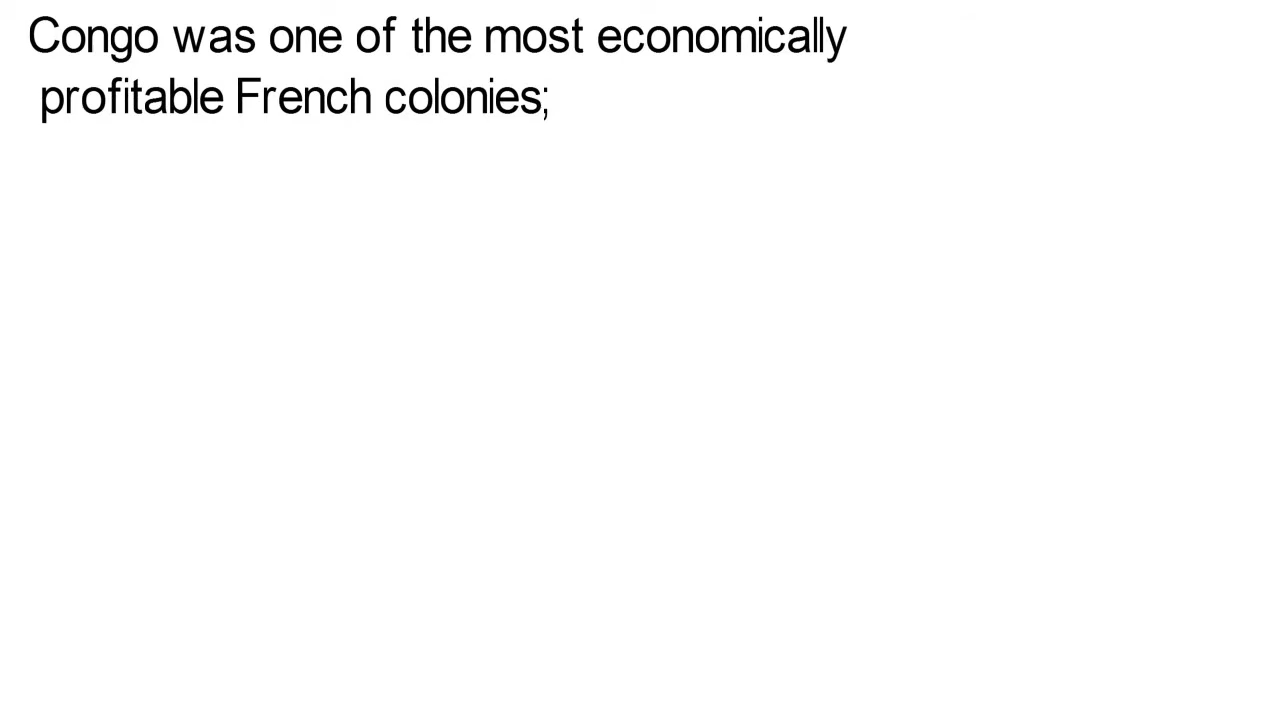 Congo was one of the most economically
profitable French colonies;